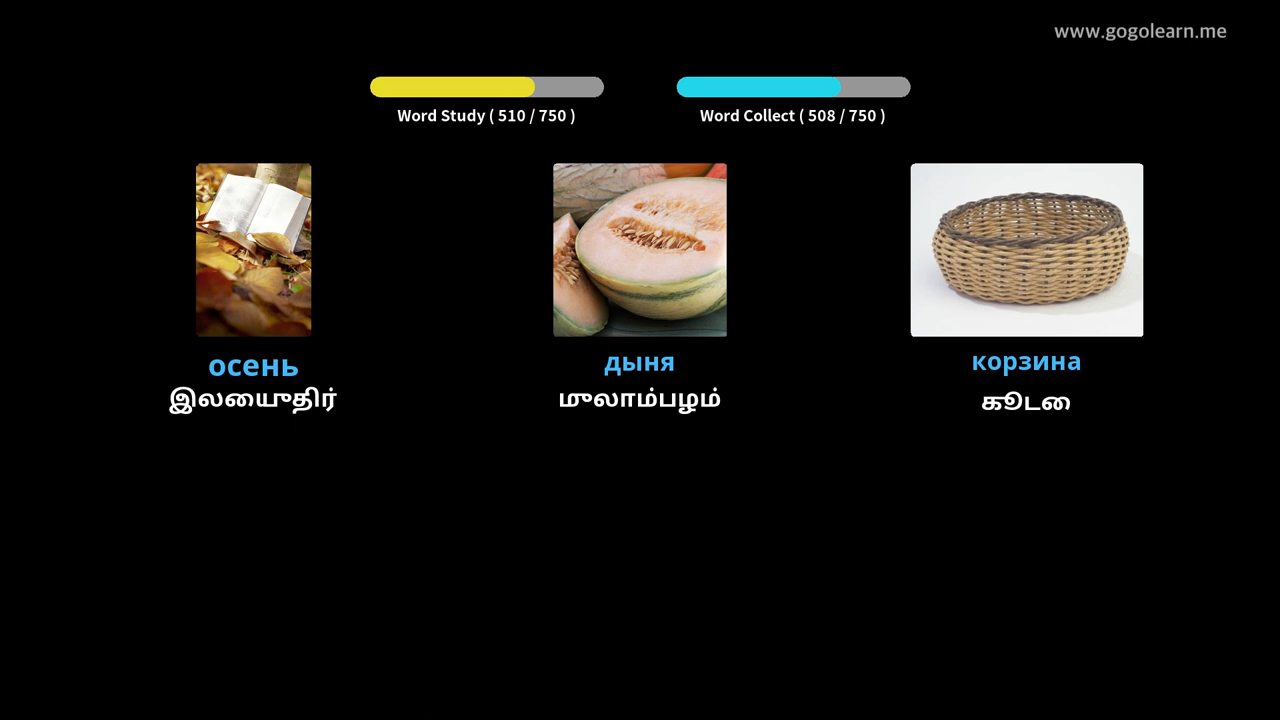 www.gogolearn.me
Word Study ( 510 / 750 )
Word Collect ( 508 / 750 )
осень
இலையுதிர்
дыня
முலாம்பழம்
корзина
கூடை